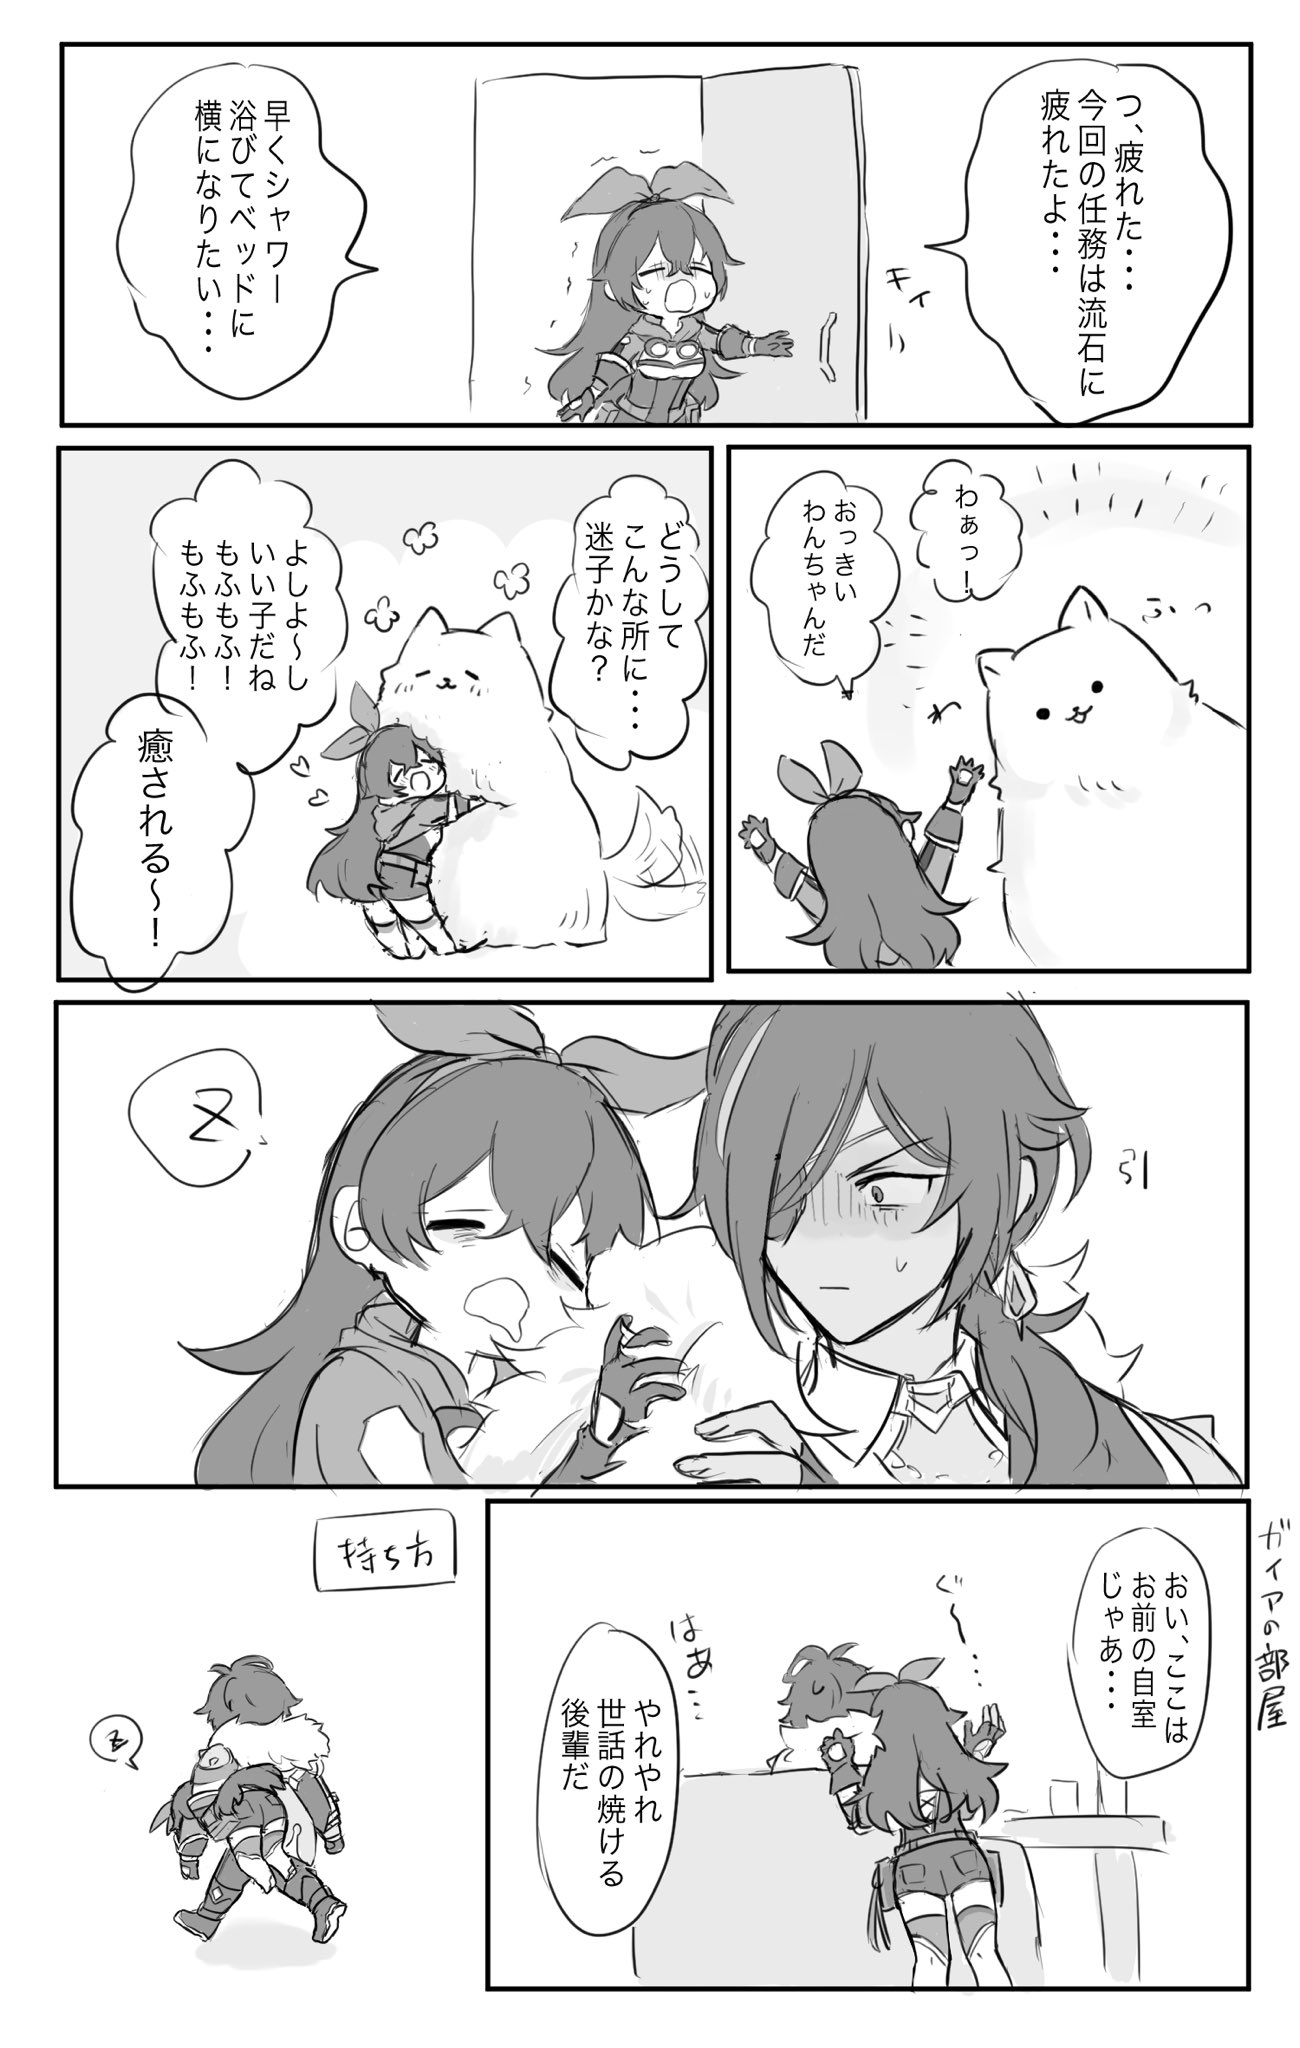 つ、疲れた・・・
今回の任務は流石に
疲れたよ・・・
キィ
早くシャワー
浴びてベッドに
横になりたい・・・
わぁっ！
おっきい
わんちゃんだ
ふっ
わ
どうして
こんな所に・・・
迷子かな？
よしよ～し
いい子だね
もふもふ！
もふもふ！
癒される～！
引
Z
ガイアの部屋
おい、ここは
お前の自室
じゃあ・・・
ぐ～・・・
はぁ・・・
やれやれ
世話の焼ける
後輩だ
持ち方
Z